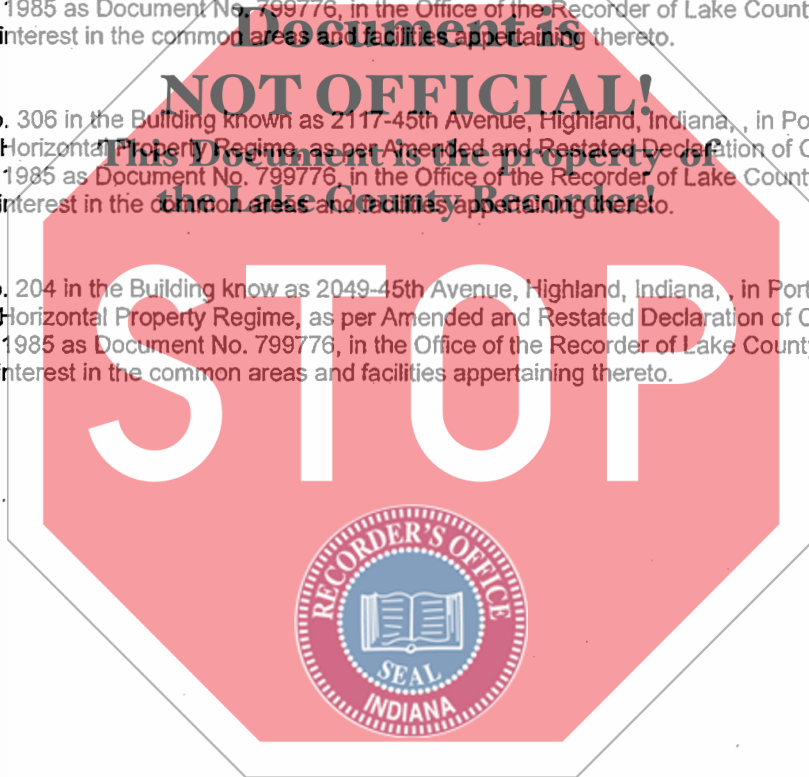 1985 as Document No. 799776, in the Office of the Recorder of Lake Count
interest in the common areas and facilities appertaining thereto.
Document is
NOT OFFICIAL!
. 306 in the Building known as 2117-45th Avenue, Highland, Indiana, , in Po
Horizontal Property Regime, as per Amended and Restated Declaration of C
This Document is the property of
1985 as Document No. 799776, in the Office of the Recorder of Lake County
interest in the common areas and facilities appertaining thereto.
the Lake County Recorder!
. 204 in the Building know as 2049-45th Avenue, Highland, Indiana, , in Port
Horizontal Property Regime, as per Amended and Restated Declaration of C
1985 as Document No. 799776, in the Office of the Recorder of Lake County
interest in the common areas and facilities appertaining thereto.
STOP
RECORDER'S OFFICE
SEAL
INDIANA